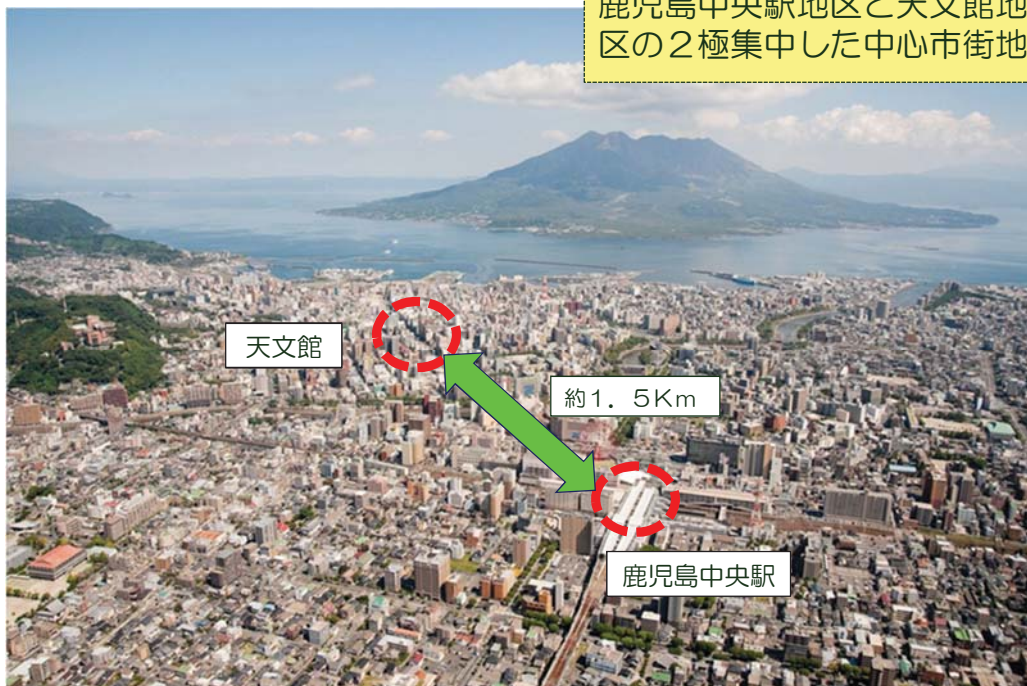 鹿児島中央駅地区と天文館地
区の２極集中した中心市街地
天文館
約１．５Ｋｍ
鹿児島中央駅